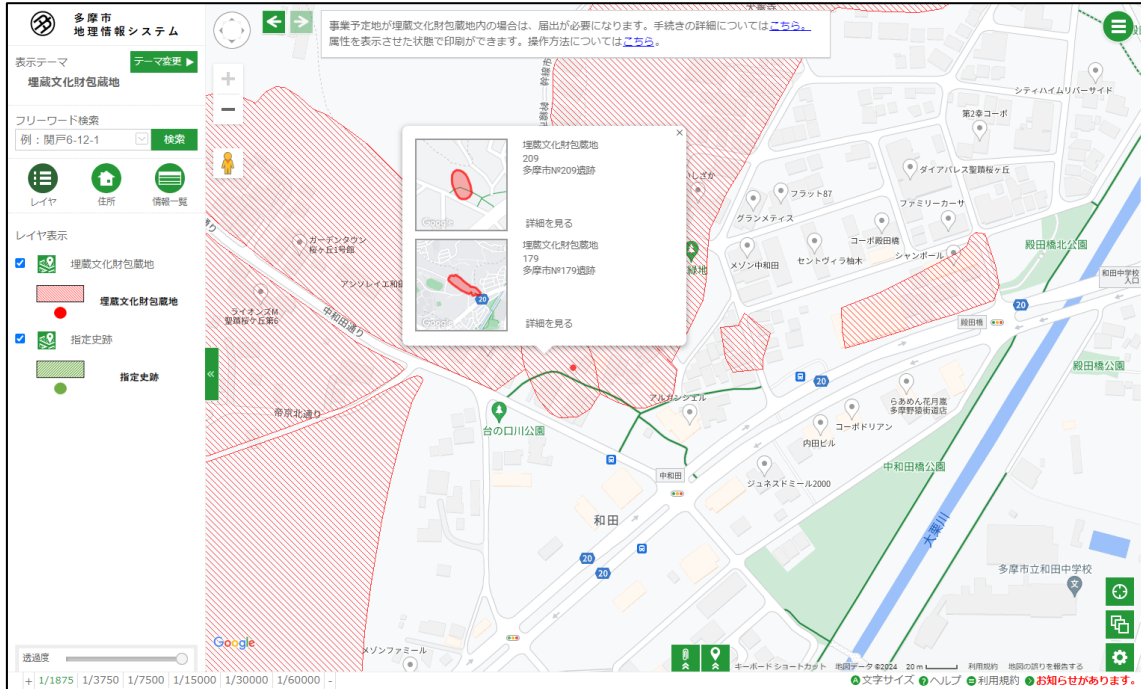 多摩市
地理情報システム
表示テーマ
テーマ変更 ▶
埋蔵文化財包蔵地
フリーワード検索
例：関戸6-12-1
検索
レイヤ
住所
情報一覧
レイヤ表示
埋蔵文化財包蔵地
埋蔵文化財包蔵地
指定史跡
指定史跡
透過度
+ 1/1875 1/3750 1/7500 1/15000 1/30000 1/60000 -
事業予定地が埋蔵文化財包蔵地内の場合は、届出が必要になります。手続きの詳細についてはこちら。
属性を表示させた状態で印刷ができます。操作方法についてはこちら。
埋蔵文化財包蔵地
209
多摩市№209遺跡
詳細を見る
埋蔵文化財包蔵地
179
多摩市№179遺跡
詳細を見る
Google
Google
20
シティハイムリバーサイド
第2幸コーポ
ダイアパレス聖蹟桜ヶ丘
フラット87
グランメティス
ファミリーカーサ
コーポ殿田橋
シャンボール
メゾン中和田
セントヴィラ柚木
殿田橋北公園
和田中学校
入口
20
殿田橋
殿田橋公園
ガーデンタウン
桜ヶ丘1号館
ライオンズM
聖蹟桜ケ丘第6
中和田通り
帝京北通り
アルカンシエル
台の口川公園
20
らあめん花月嵐
多摩野猿街道店
コーポドリアン
内田ビル
中和田
ジュネスドミール2000
中和田橋公園
和田
20
20
大栗川
多摩市立和田中学校
文
メゾンファミール
Google
キーボード ショートカット
地図データ ©2024
20 m
利用規約
地図の誤りを報告する
文字サイズ
ヘルプ
利用規約
お知らせがあります。